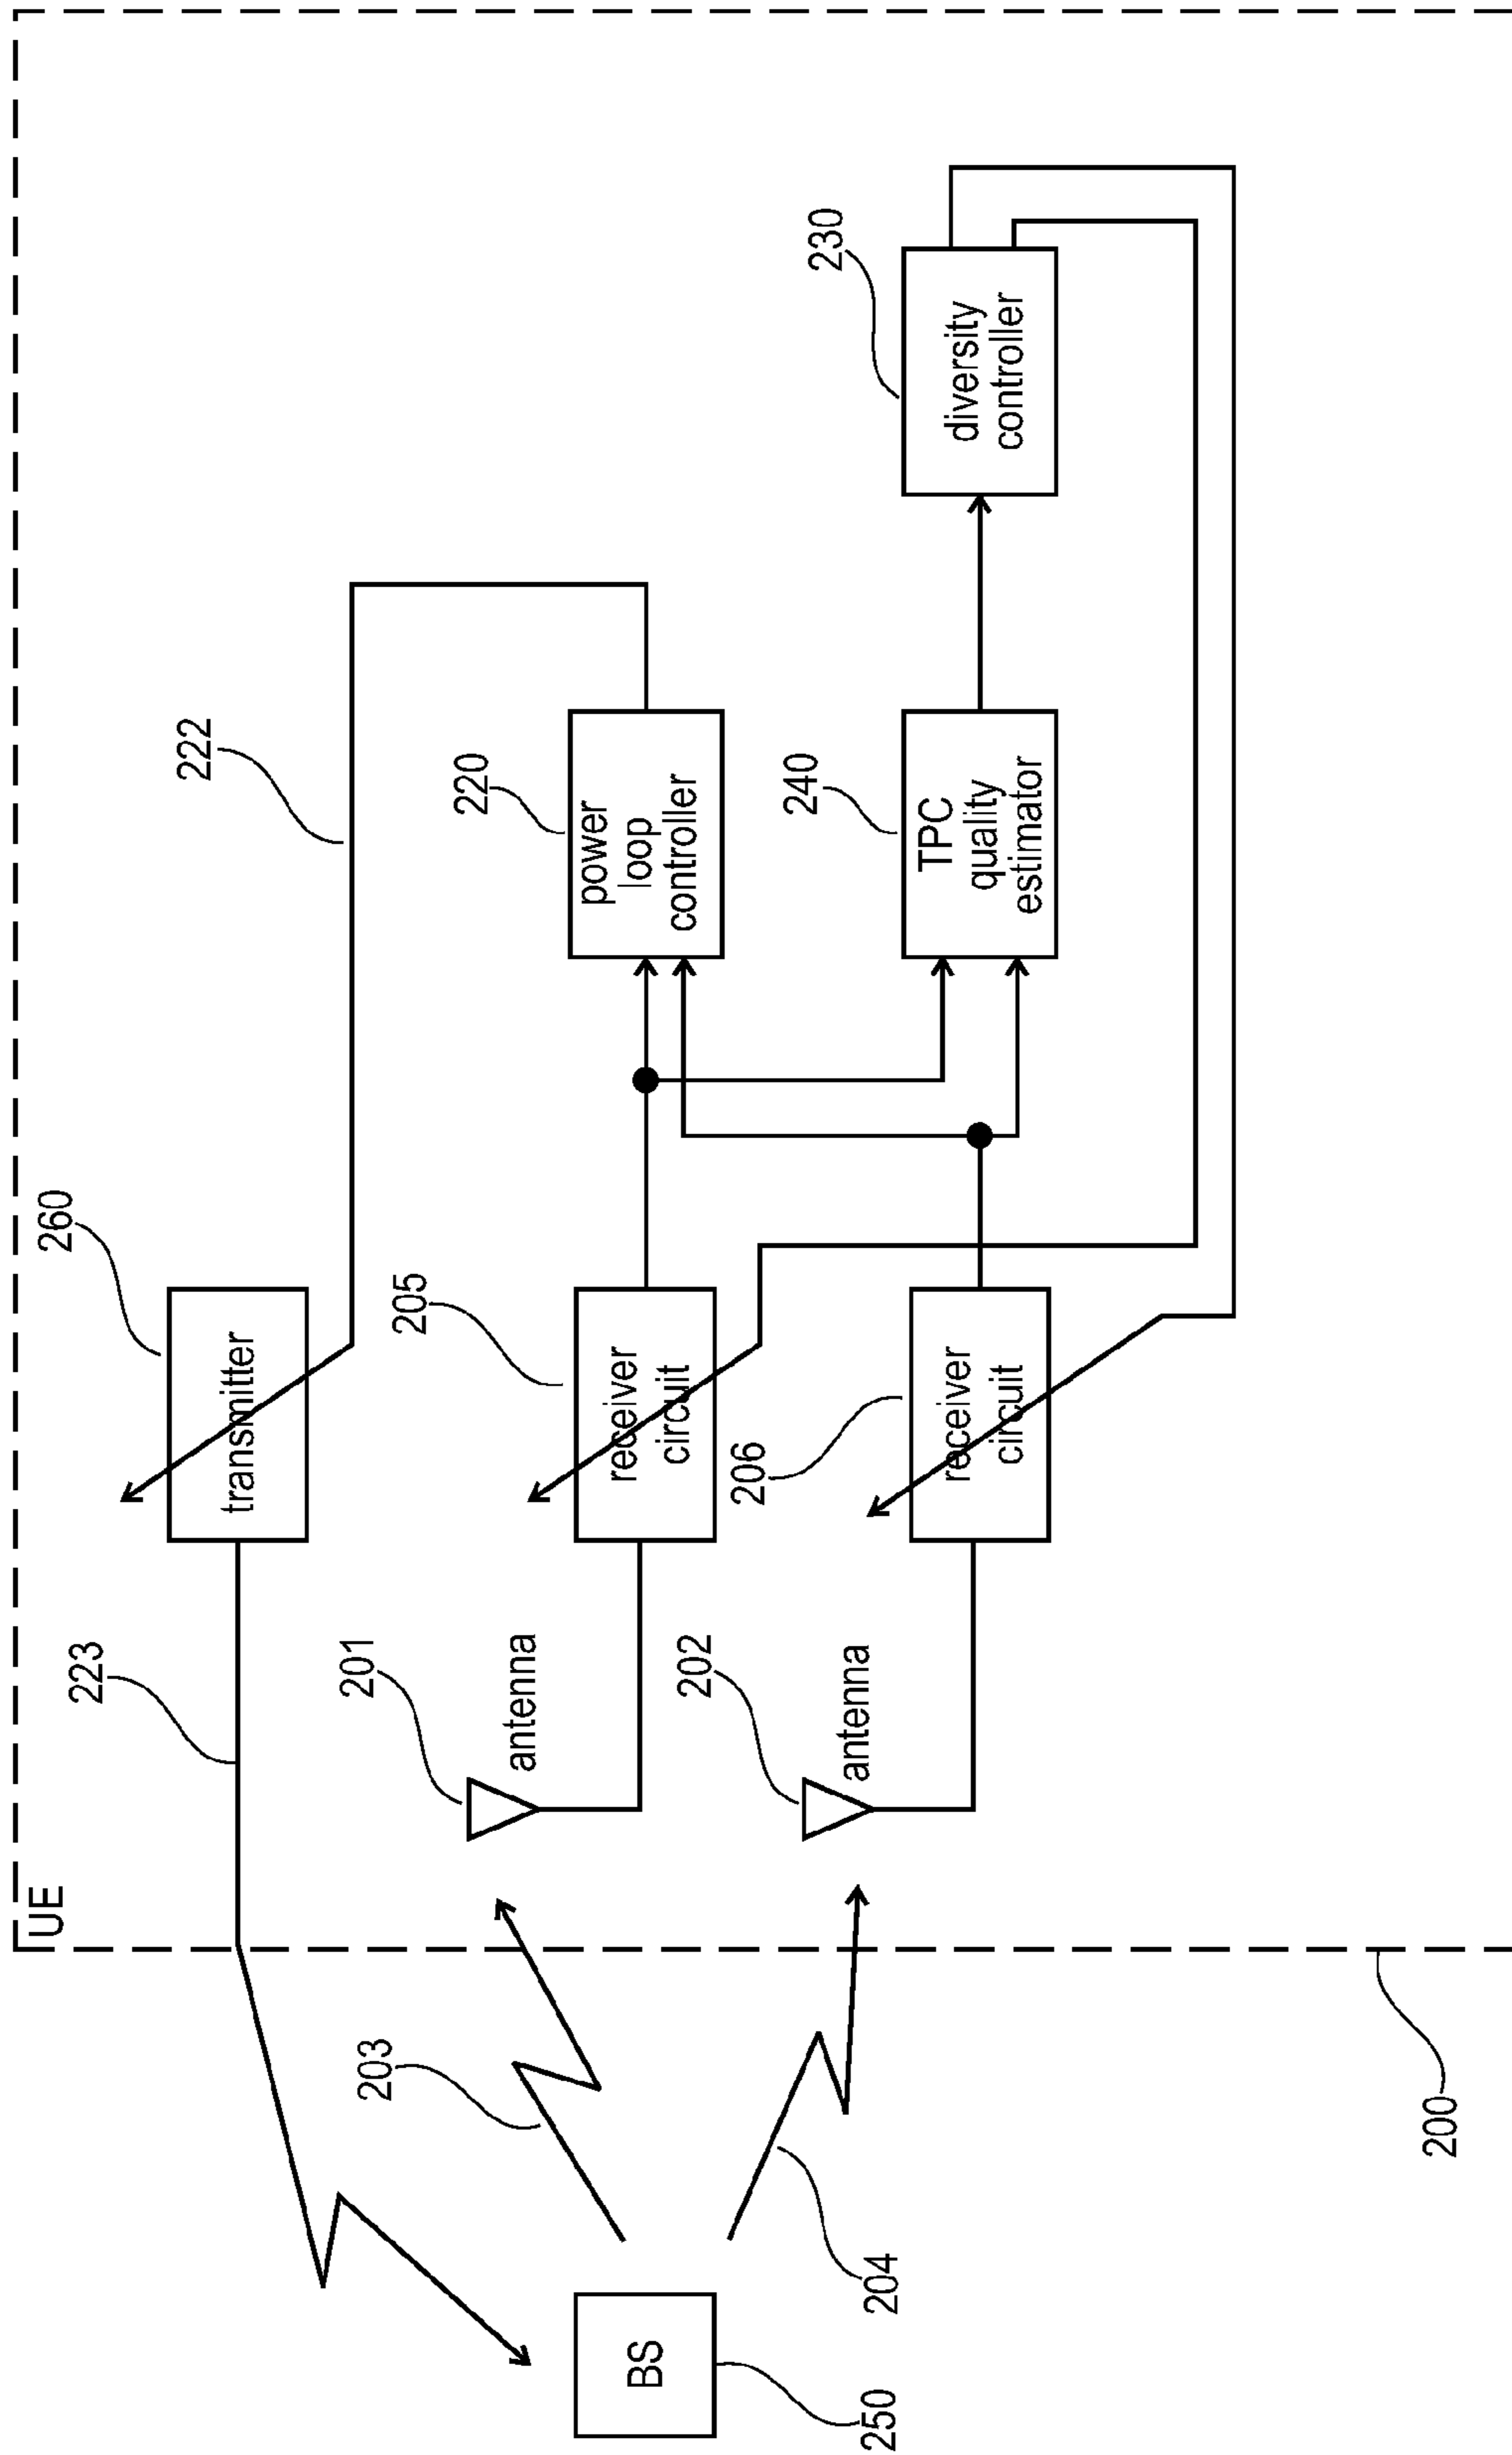 UE
260
transmitter
222
223
201
antenna
205
receiver
circuit
220
power
loop
controller
202
antenna
206
receiver
circuit
240
TPC
quality
estimator
230
diversity
controller
203
204
BS
250
200